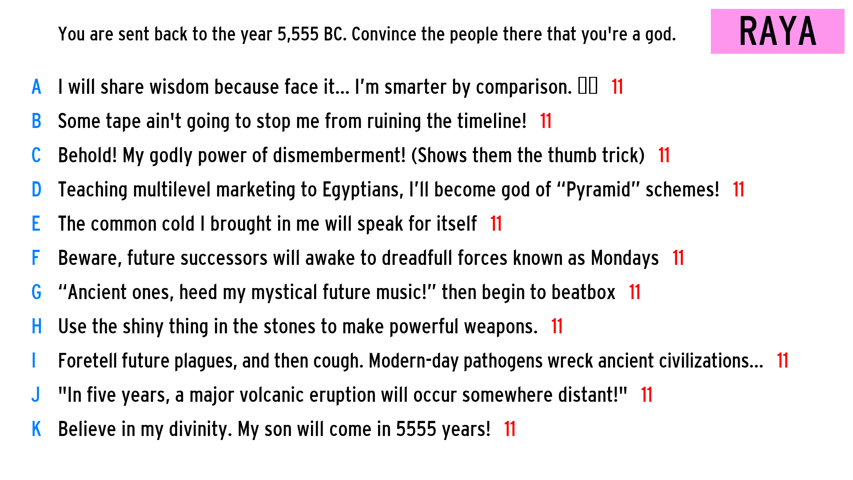 You are sent back to the year 5,555 BC. Convince the people there that you're a god.
RAYA
A I will share wisdom because face it... I’m smarter by comparison. 11
B Some tape ain't going to stop me from ruining the timeline! 11
C Behold! My godly power of dismemberment! (Shows them the thumb trick) 11
D Teaching multilevel marketing to Egyptians, I’ll become god of “Pyramid” schemes! 11
E The common cold I brought in me will speak for itself 11
F Beware, future successors will awake to dreadfull forces known as Mondays 11
G “Ancient ones, heed my mystical future music!” then begin to beatbox 11
H Use the shiny thing in the stones to make powerful weapons. 11
I Foretell future plagues, and then cough. Modern-day pathogens wreck ancient civilizations... 11
J "In five years, a major volcanic eruption will occur somewhere distant!" 11
K Believe in my divinity. My son will come in 5555 years! 11